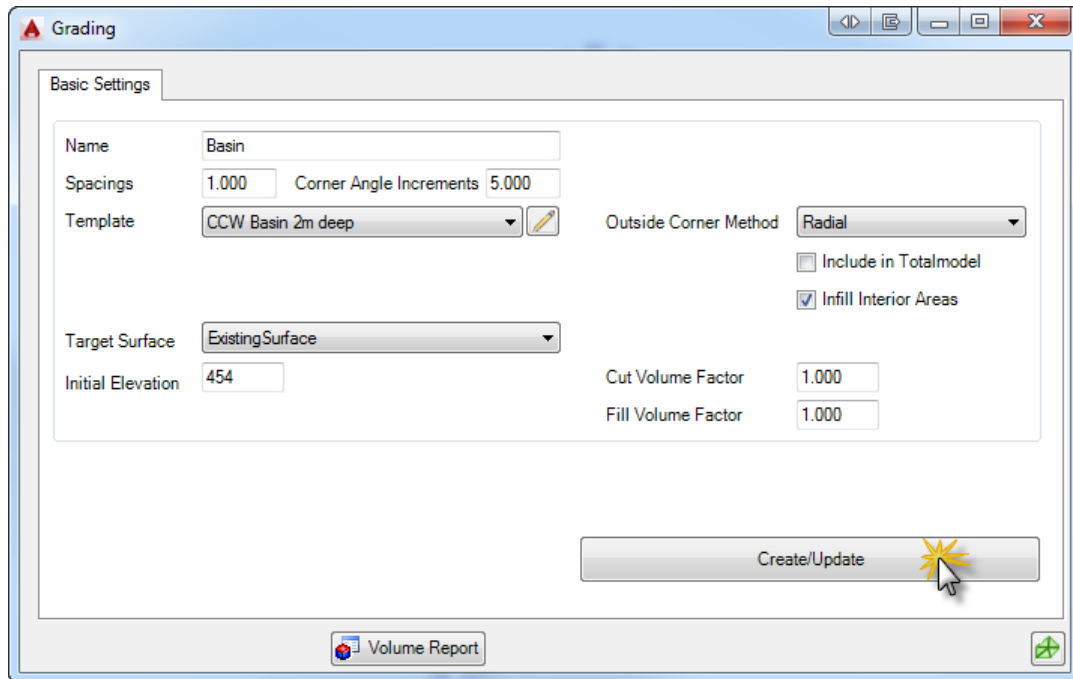 Grading
Basic Settings
Name Basin
Spacings 1.000 Corner Angle Increments 5.000
Template CCW Basin 2m deep Outside Corner Method Radial
Include in Totalmodel
Infill Interior Areas
Target Surface ExistingSurface
Initial Elevation 454 Cut Volume Factor 1.000
Fill Volume Factor 1.000
Create/Update
Volume Report